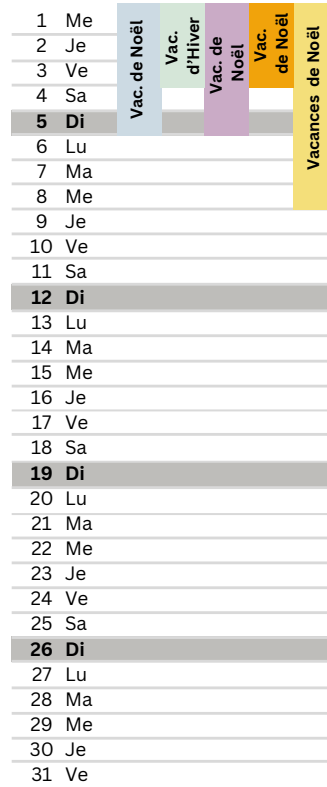 1 Me
2 Je
3 Ve
4 Sa
5 Di
6 Lu
7 Ma
8 Me
9 Je
10 Ve
11 Sa
12 Di
13 Lu
14 Ma
15 Me
16 Je
17 Ve
18 Sa
19 Di
20 Lu
21 Ma
22 Me
23 Je
24 Ve
25 Sa
26 Di
27 Lu
28 Ma
29 Me
30 Je
31 Ve
Vac. de Noël
Vac.
d'Hiver
Vac. de
Noël
Vac.
de Noël
Vacances de Noël